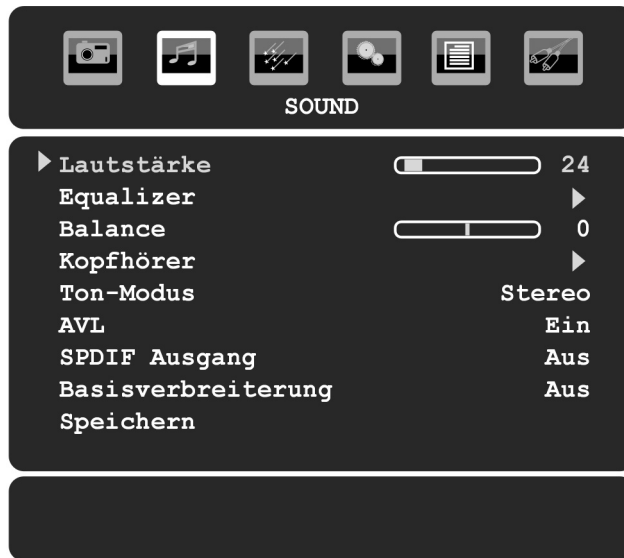 SOUND
Lautstärke 24
Equalizer
Balance 0
Kopfhörer
Ton-Modus Stereo
AVL Ein
SPDIF Ausgang Aus
Basisverbreiterung Aus
Speichern